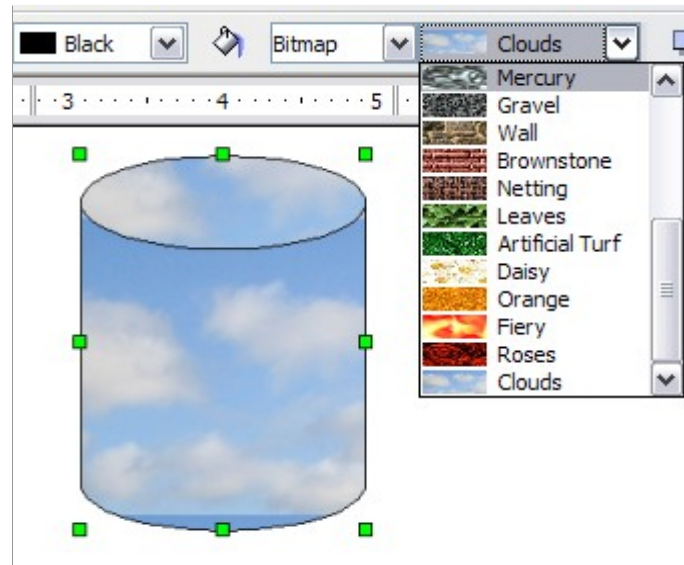 Black Bitmap Clouds
3 4 5
Mercury
Gravel
Wall
Brownstone
Netting
Leaves
Artificial Turf
Daisy
Orange
Fiery
Roses
Clouds